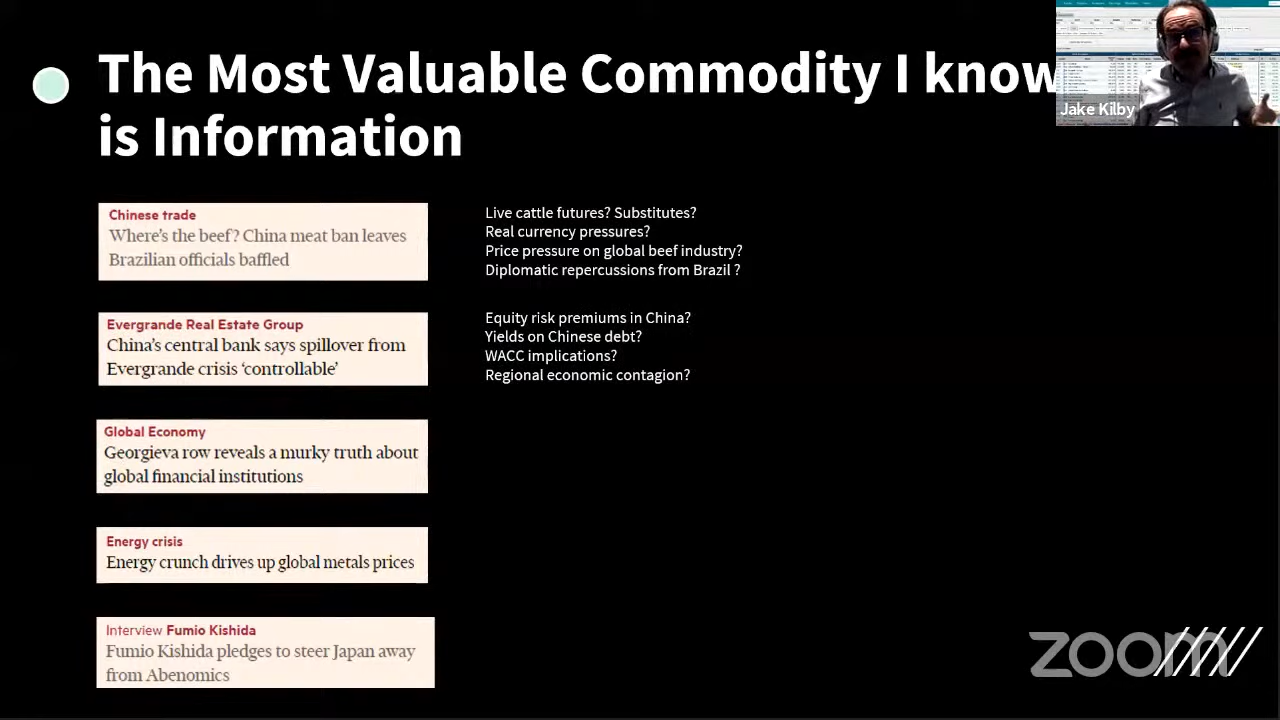 The Most Valuable Commodity I know
is Information
Jake Kilby
Chinese trade
Where's the beef? China meat ban leaves
Brazilian officials baffled
Live cattle futures? Substitutes?
Real currency pressures?
Price pressure on global beef industry?
Diplomatic repercussions from Brazil ?
Evergrande Real Estate Group
China's central bank says spillover from
Evergrande crisis 'controllable'
Equity risk premiums in China?
Yields on Chinese debt?
WACC implications?
Regional economic contagion?
Global Economy
Georgieva row reveals a murky truth about
global financial institutions
Energy crisis
Energy crunch drives up global metals prices
Interview Fumio Kishida
Fumio Kishida pledges to steer Japan away
from Abenomics
zoom